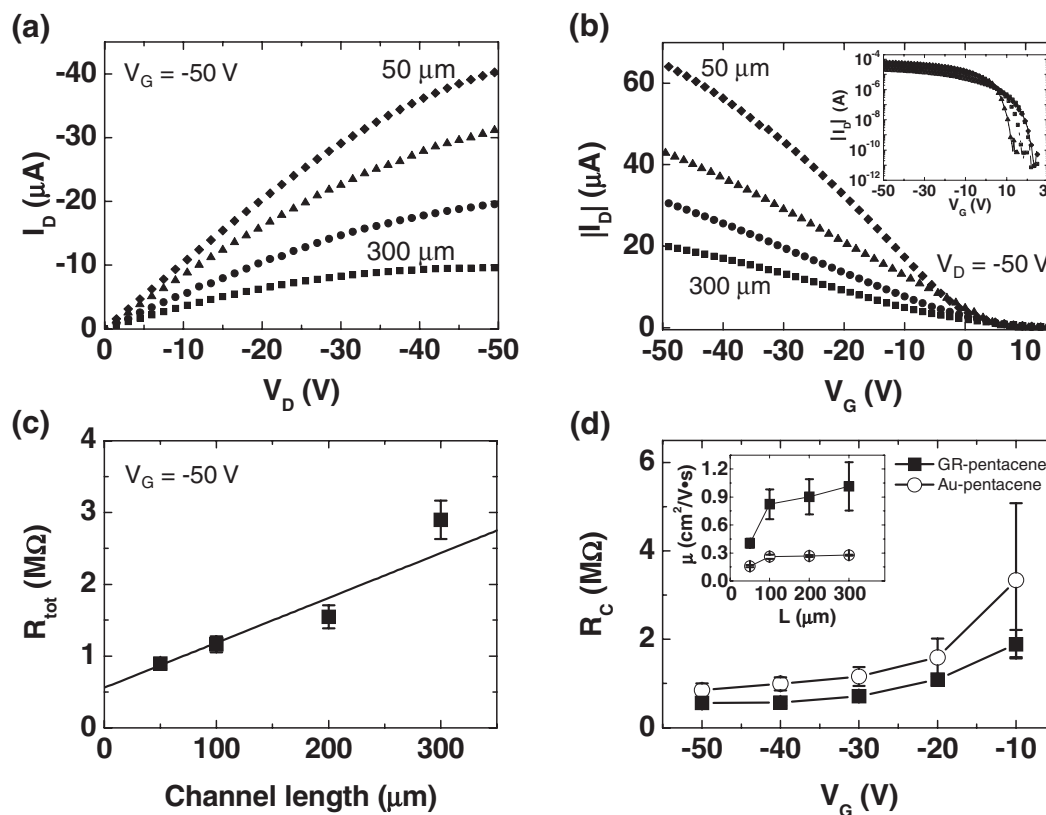 (a)
V_G = -50 V
50 μm
300 μm
-40
-30
-20
-10
0
I_D (μA)
0 -10 -20 -30 -40 -50
V_D (V)
(b)
50 μm
300 μm
V_D = -50 V
60
40
20
0
|I_D| (μA)
-50 -40 -30 -20 -10 0 10
V_G (V)
10^-4
10^-6
10^-8
10^-10
10^-12
|I_D| (A)
-50 -30 -10 10 3
V_G (V)
(c)
V_G = -50 V
4
3
2
1
0
R_tot (MΩ)
0 100 200 300
Channel length (μm)
(d)
GR-pentacene
Au-pentacene
6
4
2
0
R_C (MΩ)
-50 -40 -30 -20 -10
V_G (V)
1.2
0.9
0.6
0.3
0.0
μ (cm²/V•s)
0 100 200 300
L (μm)